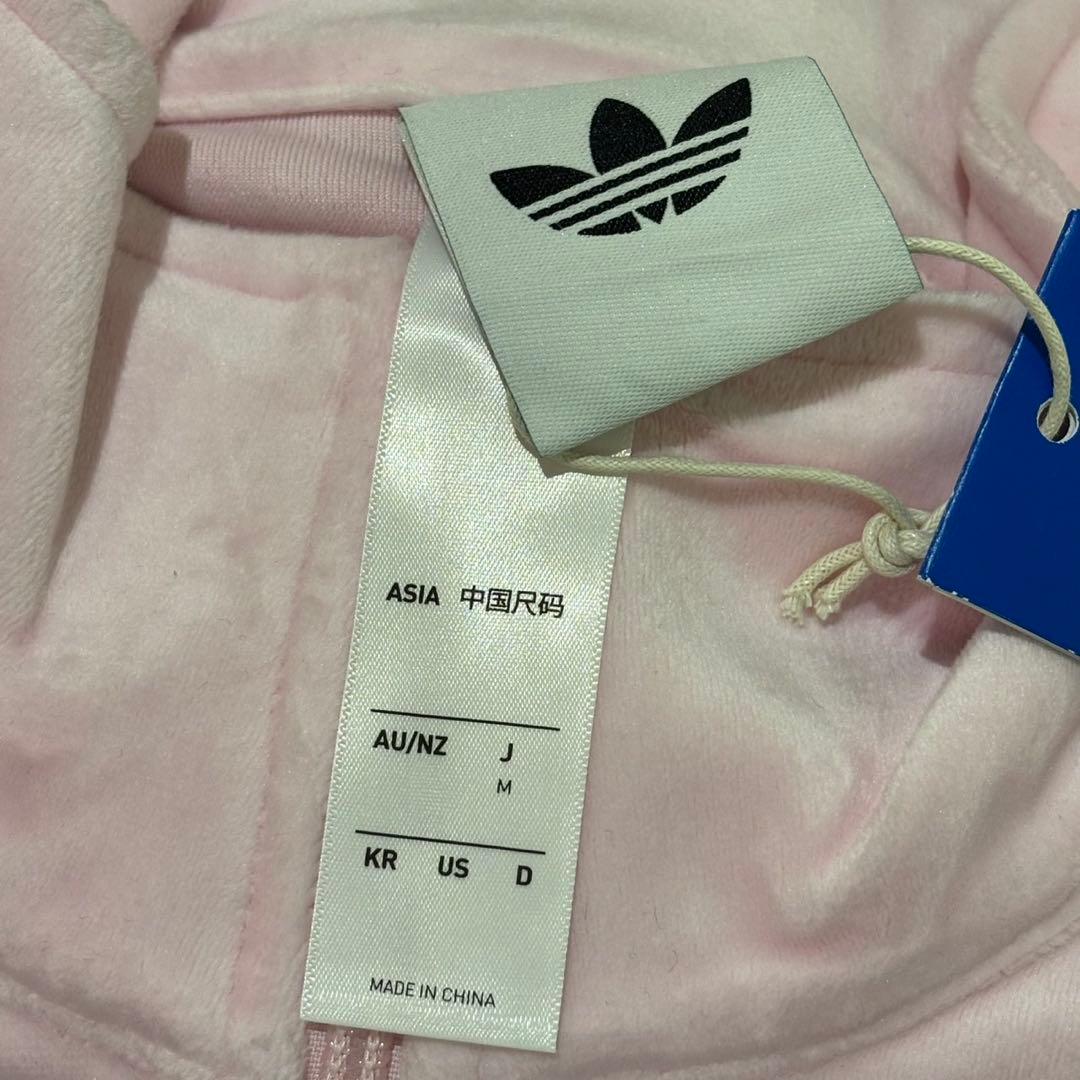 ASIA 中国尺码
AU/NZ J
M
KR US D
MADE IN CHINA